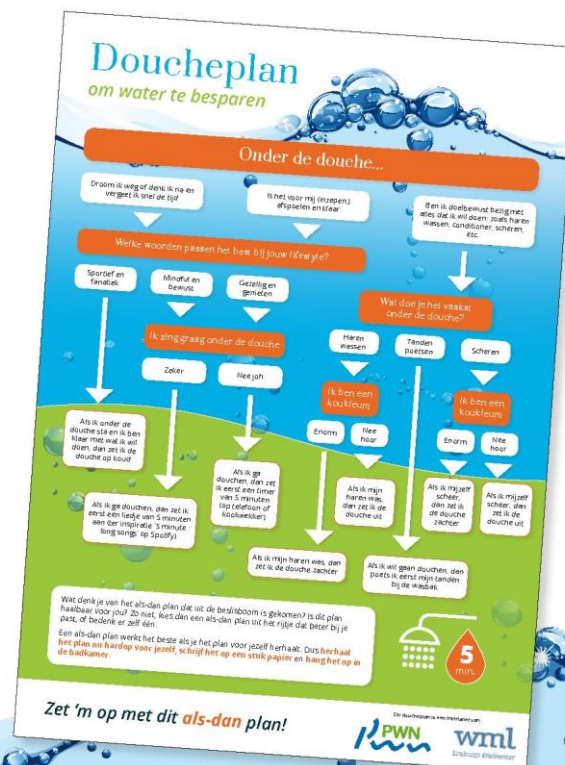 Doucheplan
om water te besparen
Onder de douche...
Droom ik weg of denk ik na en
vergeet ik snel de tijd
Is het voor mij (inzepen,)
afspoelen en klaar
Ben ik doelbewust bezig met
alles dat ik wil doen: zoals haren
wassen, conditioner, scheren,
etc.
Welke woorden passen het best bij jouw lifestyle?
Sportief en
fanatiek
Mindful en
bewust
Gezellig en
genieten
Wat doe je het vaakst
onder de douche?
Ik zing graag onder de douche
Haren
wassen
Tanden
poetsen
Scheren
Zeker
Nee joh
Ik ben een
koukleum
Ik ben een
koukleum
Enorm
Nee
hoor
Enorm
Nee
hoor
Als ik onder de
douche sta en ik ben
klaar met wat ik wil
doen, dan zet ik de
douche op koud
Als ik ga douchen, dan zet ik
eerst een liedje van 5 minuten
aan (ter inspiratie '5 minute
long songs op Spotify)
Als ik ga
douchen, dan zet
ik eerst een timer
van 5 minuten
(op telefoon of
kookwekker)
Als ik mijn haren was, dan
zet ik de douche zachter
Als ik mijn
haren was,
dan zet ik de
douche uit
Als ik wil gaan douchen, dan
poets ik eerst mijn tanden
bij de wasbak
Als ik mijzelf
scheer, dan
zet ik de
douche
zachter
Als ik mijzelf
scheer, dan
zet ik de
douche uit
Wat denk je van het als-dan plan dat uit de beslisboom is gekomen? Is dit plan
haalbaar voor jou? Zo niet, kies dan een als-dan plan uit het rijtje dat beter bij je
past, of bedenk er zelf één.
Een als-dan plan werkt het beste als je het plan voor jezelf herhaalt. Dus herhaal
het plan nu hardop voor jezelf, schrijf het op een stuk papier en hang het op in
de badkamer.
5
min.
Zet 'm op met dit als-dan plan!
De doucheplan is een initiatief van
PWN
wml
Limburgs drinkwater